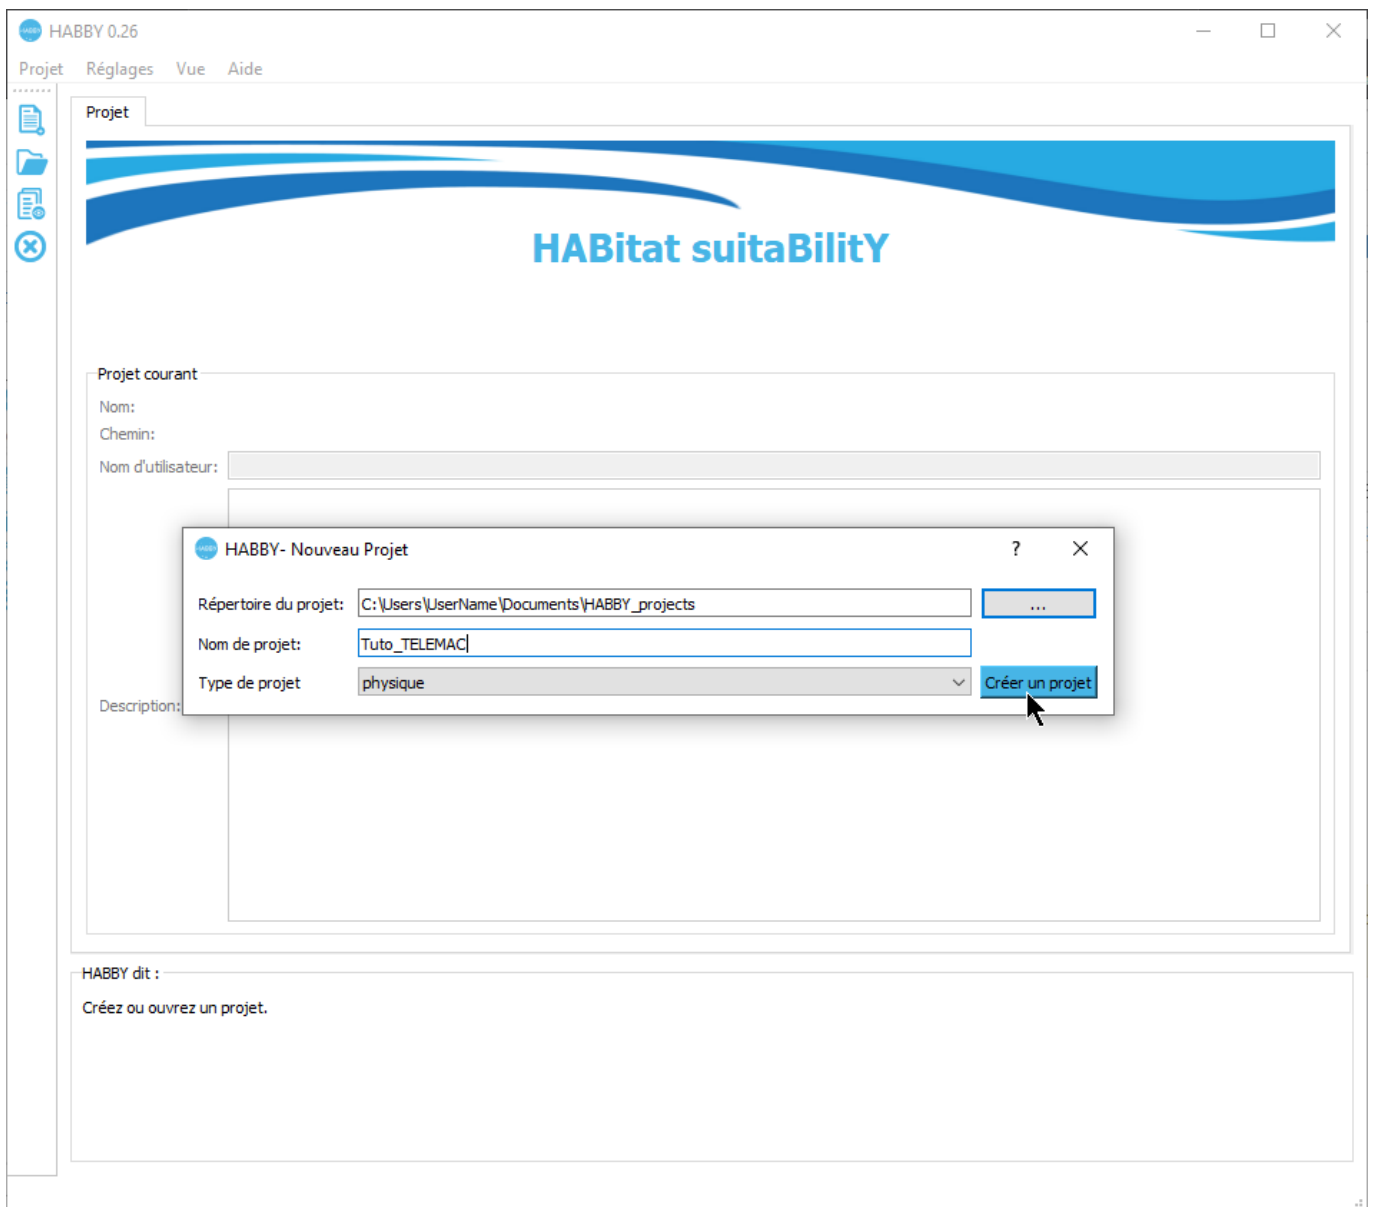 HABBY 0.26
Projet Réglages Vue Aide
Projet
HABitat suitaBilitY
Projet courant
Nom:
Chemin:
Nom d'utilisateur:
HABBY- Nouveau Projet ?
Répertoire du projet: C:\Users\UserName\Documents\HABBY_projects ...
Nom de projet: Tuto_TELEMAC
Type de projet physique Créer un projet
Description:
HABBY dit :
Créez ou ouvrez un projet.